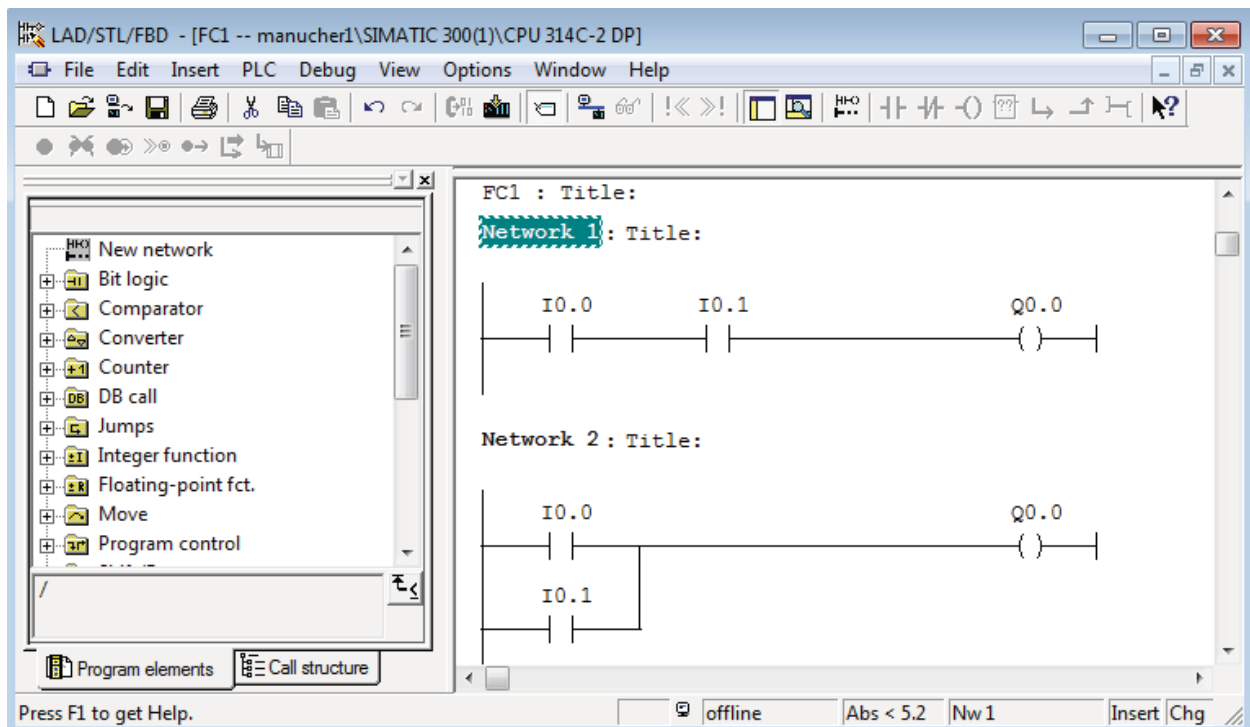 LAD/STL/FBD - [FC1 -- manucher1\SIMATIC 300(1)\CPU 314C-2 DP]
File Edit Insert PLC Debug View Options Window Help
New network
Bit logic
Comparator
Converter
Counter
DB call
Jumps
Integer function
Floating-point fct.
Move
Program control
/
Program elements Call structure
FC1 : Title:
Network 1 : Title:
I0.0 I0.1 Q0.0
Network 2 : Title:
I0.0 Q0.0
I0.1
Press F1 to get Help. offline Abs < 5.2 Nw 1 Insert Chg